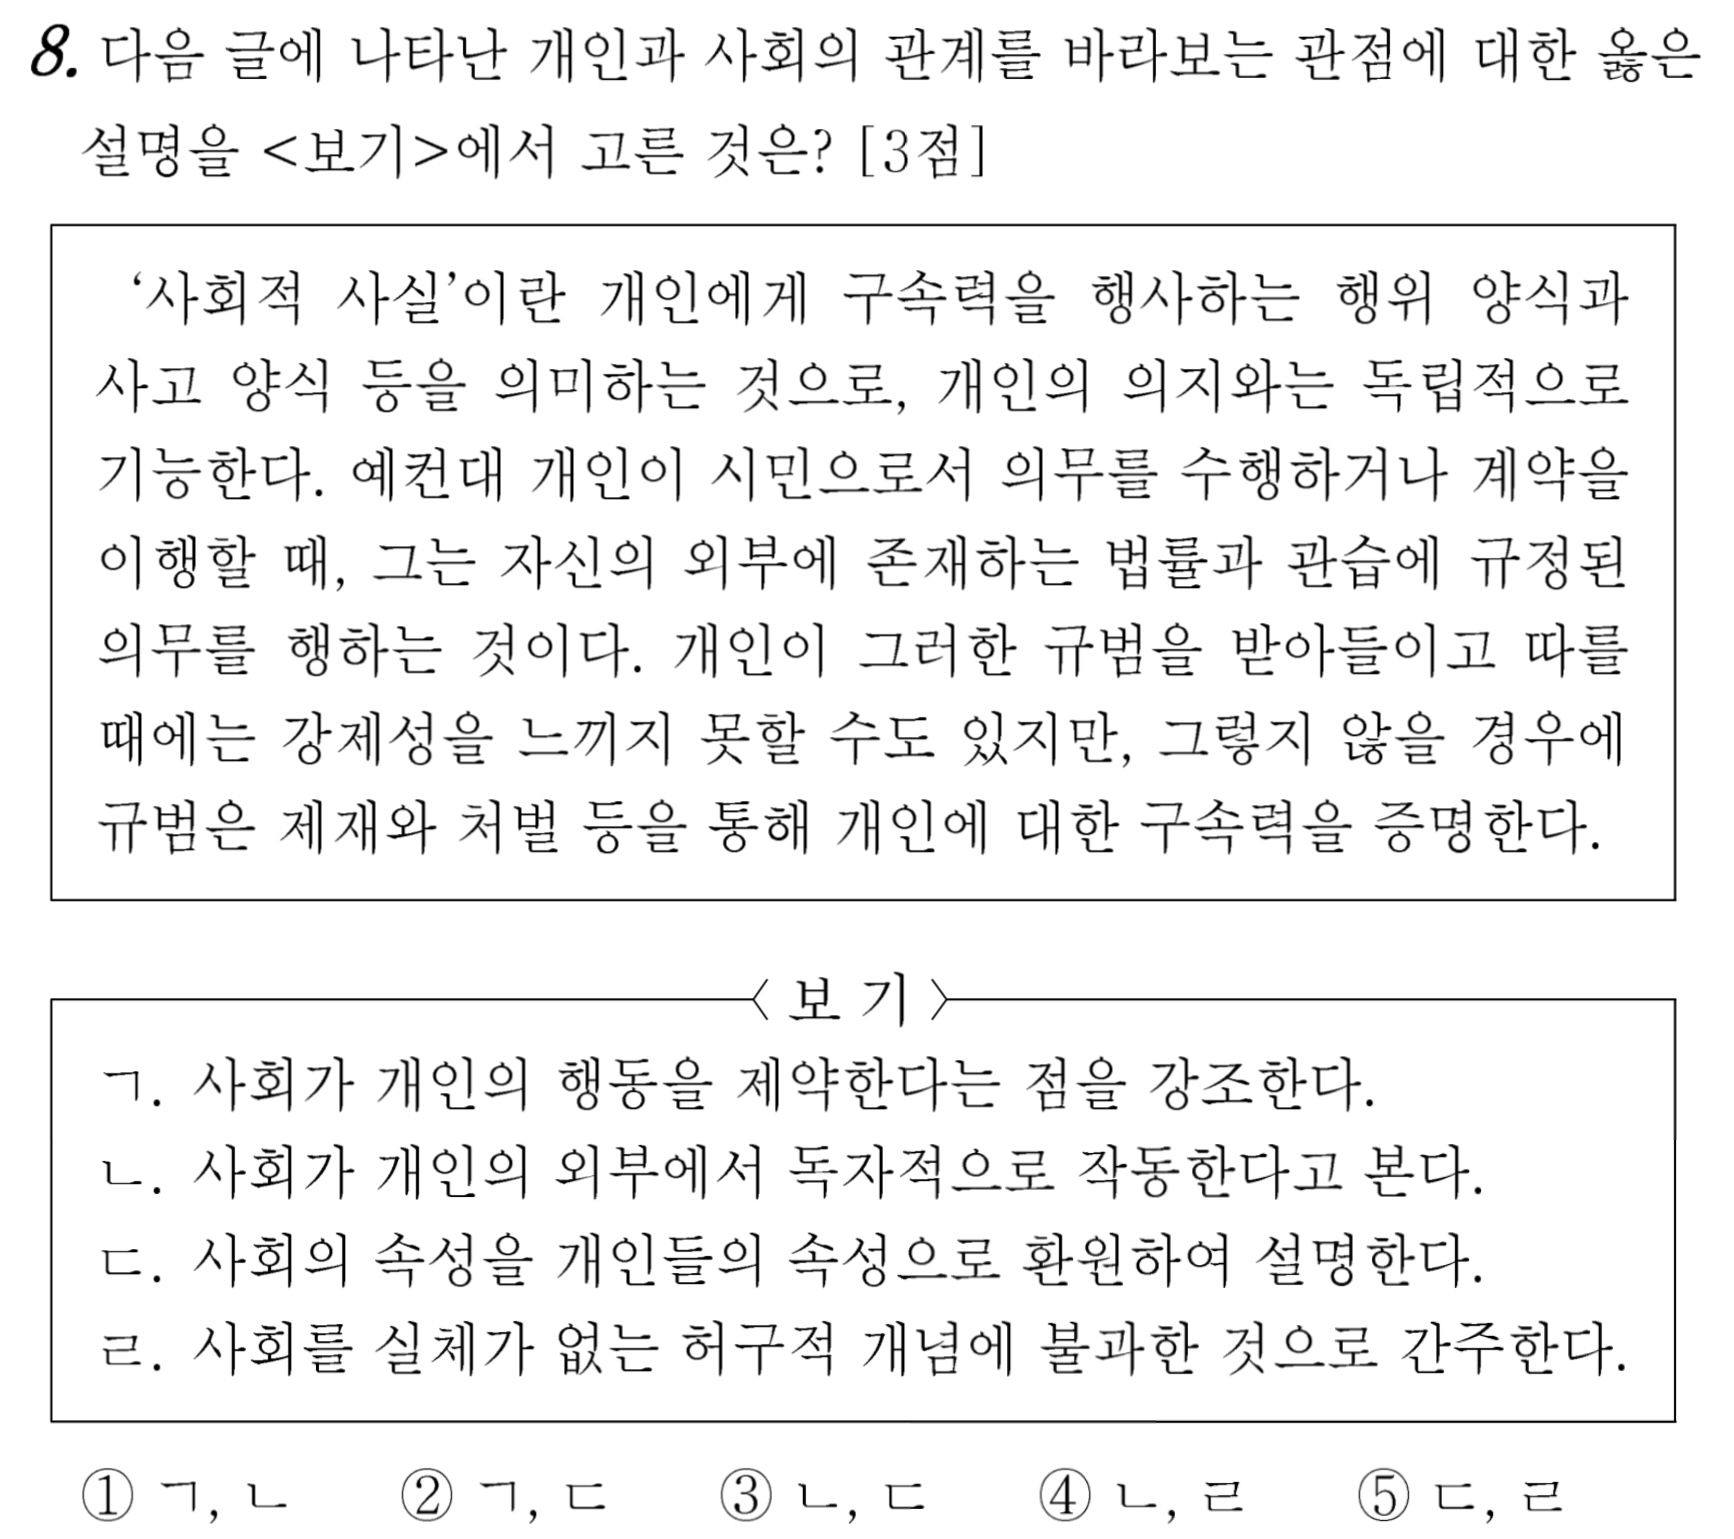 8. 다음 글에 나타난 개인과 사회의 관계를 바라보는 관점에 대한 옳은
설명을 <보기>에서 고른 것은? [3점]
‘사회적 사실’이란 개인에게 구속력을 행사하는 행위 양식과
사고 양식 등을 의미하는 것으로, 개인의 의지와는 독립적으로
기능한다. 예컨대 개인이 시민으로서 의무를 수행하거나 계약을
이행할 때, 그는 자신의 외부에 존재하는 법률과 관습에 규정된
의무를 행하는 것이다. 개인이 그러한 규범을 받아들이고 따를
때에는 강제성을 느끼지 못할 수도 있지만, 그렇지 않을 경우에
규범은 제재와 처벌 등을 통해 개인에 대한 구속력을 증명한다.
〈보기〉
ㄱ. 사회가 개인의 행동을 제약한다는 점을 강조한다.
ㄴ. 사회가 개인의 외부에서 독자적으로 작동한다고 본다.
ㄷ. 사회의 속성을 개인들의 속성으로 환원하여 설명한다.
ㄹ. 사회를 실체가 없는 허구적 개념에 불과한 것으로 간주한다.
① ㄱ, ㄴ ② ㄱ, ㄷ ③ ㄴ, ㄷ ④ ㄴ, ㄹ ⑤ ㄷ, ㄹ